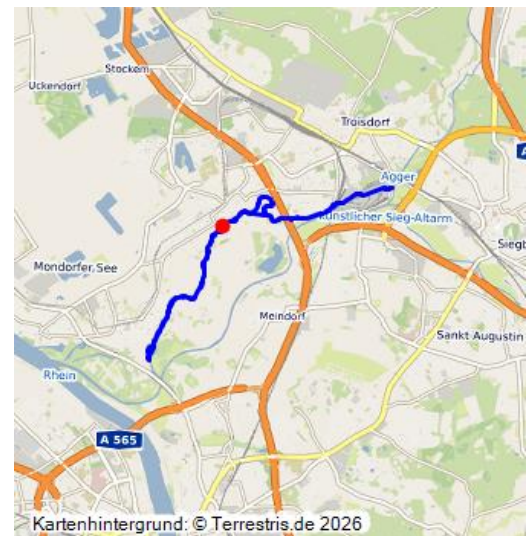 Stockem
Uckendorf
Troisdorf
A
Agger
künstlicher Sieg-Altarm
Siegb
Mondorfer See
Meindorf
Sankt Augustin
Rhein
A 565
Kartenhintergrund: © Terrestris.de 2026